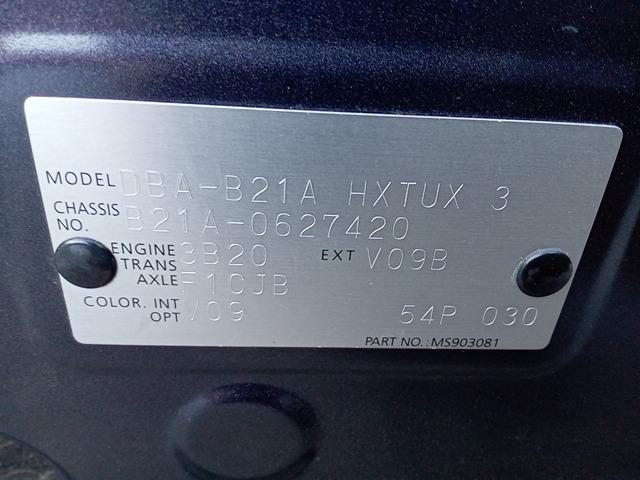 MODEL DBA-B21A HXTUX 3
CHASSIS NO. B21A-0627420
ENGINE 3B20 EXT V09B
TRANS AXLE F1CJB
COLOR. INT OPT V09 54P 030
PART NO.:MS903081